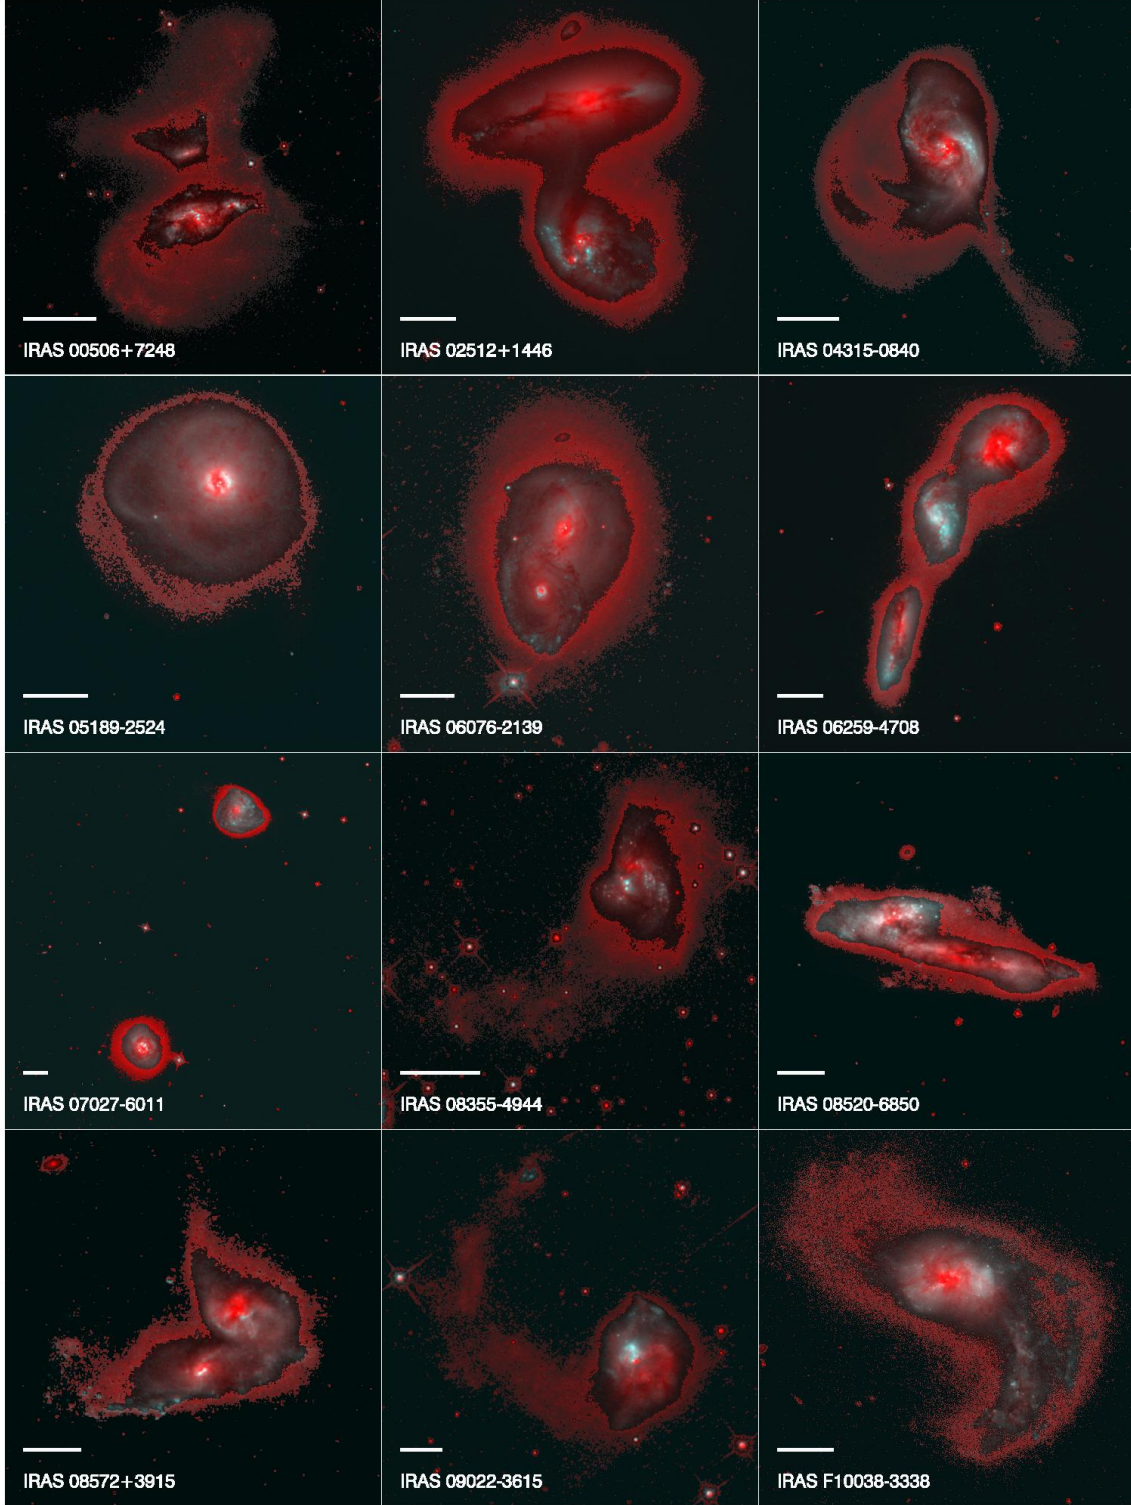 IRAS 00506+7248
IRAS 02512+1446
IRAS 04315-0840
IRAS 05189-2524
IRAS 06076-2139
IRAS 06259-4708
IRAS 07027-6011
IRAS 08355-4944
IRAS 08520-6850
IRAS 08572+3915
IRAS 09022-3615
IRAS F10038-3338